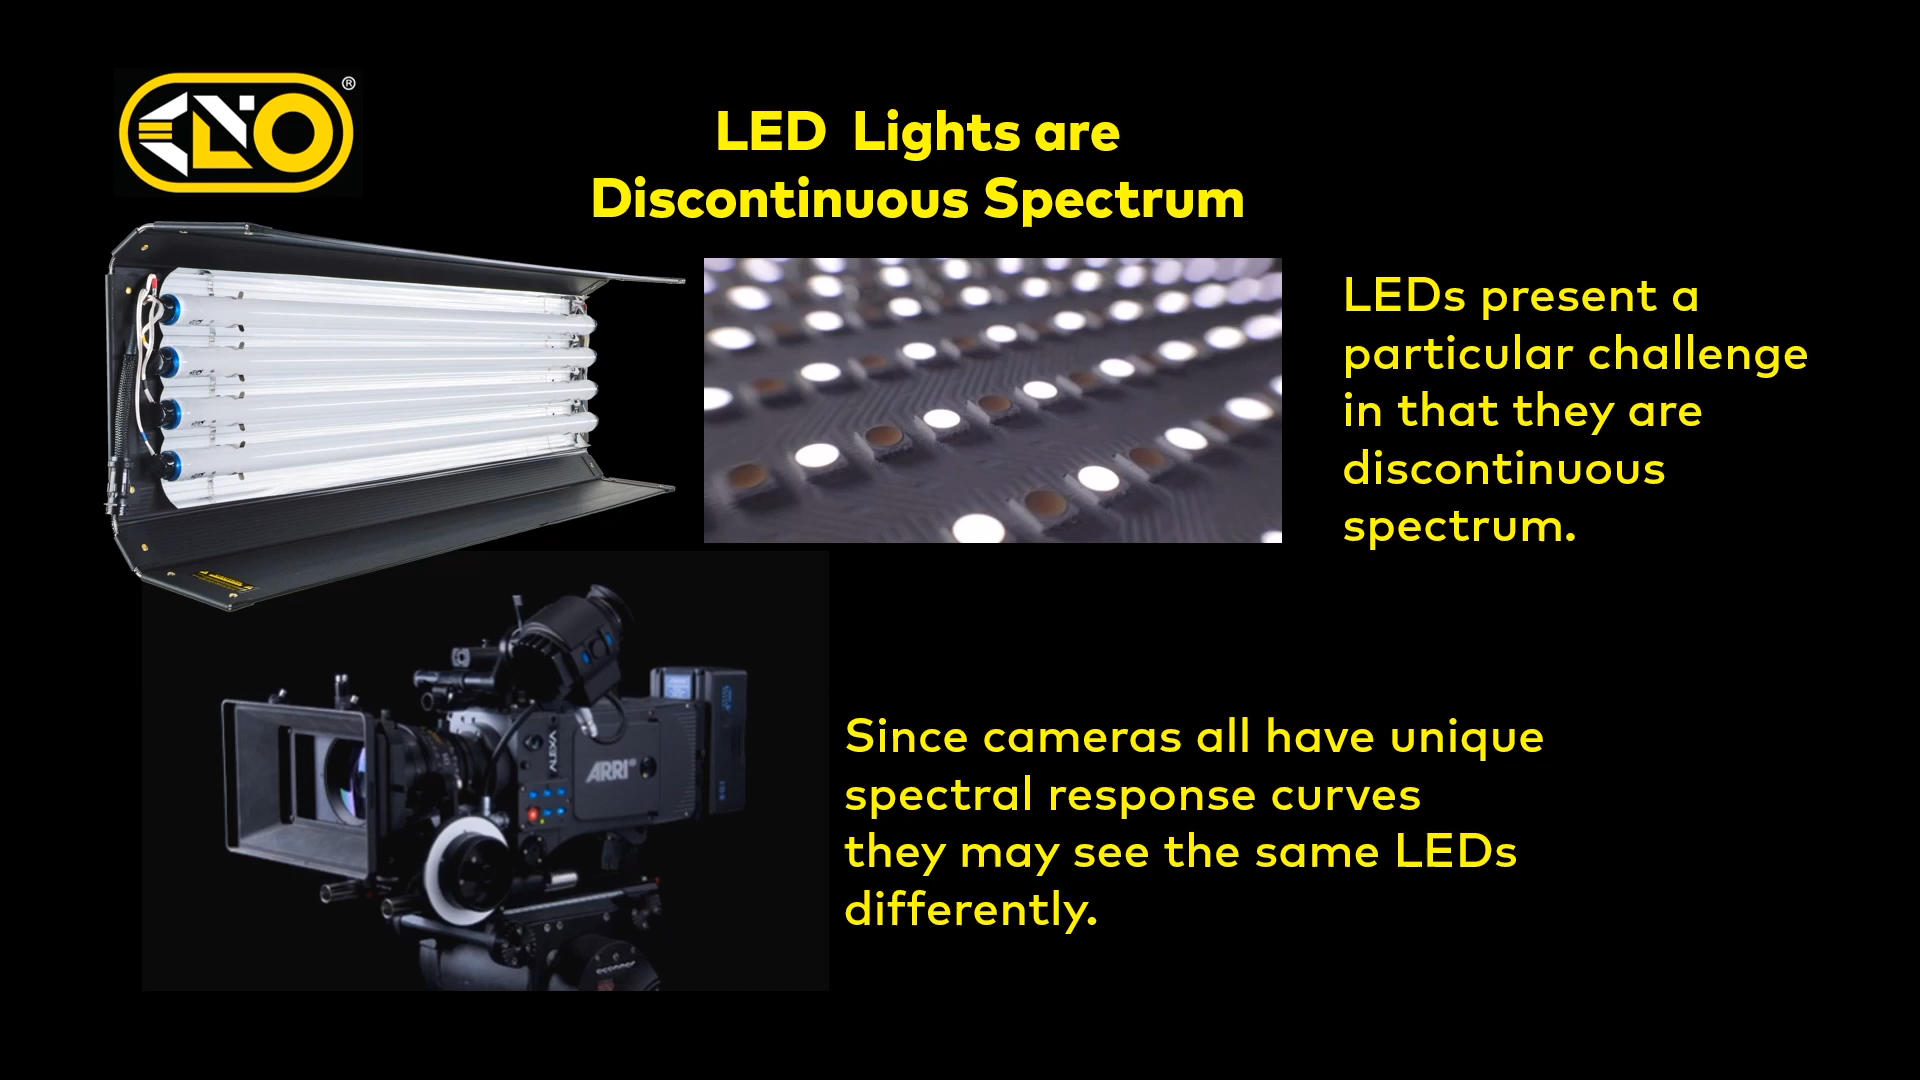 KINO
®
LED Lights are
Discontinuous Spectrum
LEDs present a
particular challenge
in that they are
discontinuous
spectrum.
ALEXA
ARRI
Since cameras all have unique
spectral response curves
they may see the same LEDs
differently.